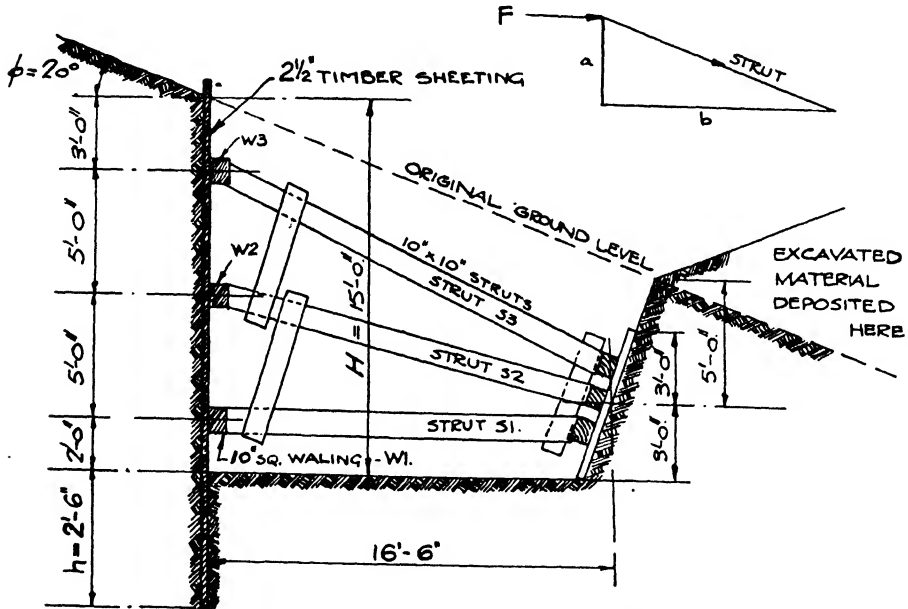 F
a
b
STRUT
ϕ=20°
2½" TIMBER SHEETING
3'-0"
W3
5'-0"
W2
5'-0"
2'-0"
h=2'-6"
H = 15'-0"
ORIGINAL GROUND LEVEL
10"x10" STRUTS
STRUT S3
STRUT S2
STRUT S1.
10" SQ. WALING - W1.
EXCAVATED
MATERIAL
DEPOSITED
HERE
3'-0"
5'-0"
3'-0"
16'-6"